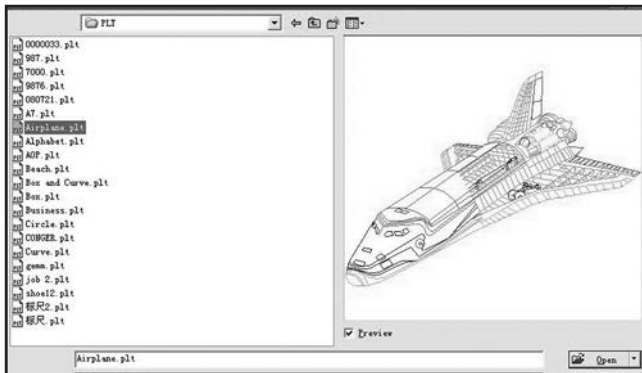 PLT
0000033.plt
987.plt
7000.plt
9876.plt
080721.plt
A7.plt
Airplane.plt
Alphabet.plt
AOP.plt
Beach.plt
Box and Curve.plt
Box.plt
Business.plt
Circle.plt
CONGER.plt
Curve.plt
gemm.plt
job 2.plt
shoe12.plt
标尺2.plt
标尺.plt
Preview
Airplane.plt
Open